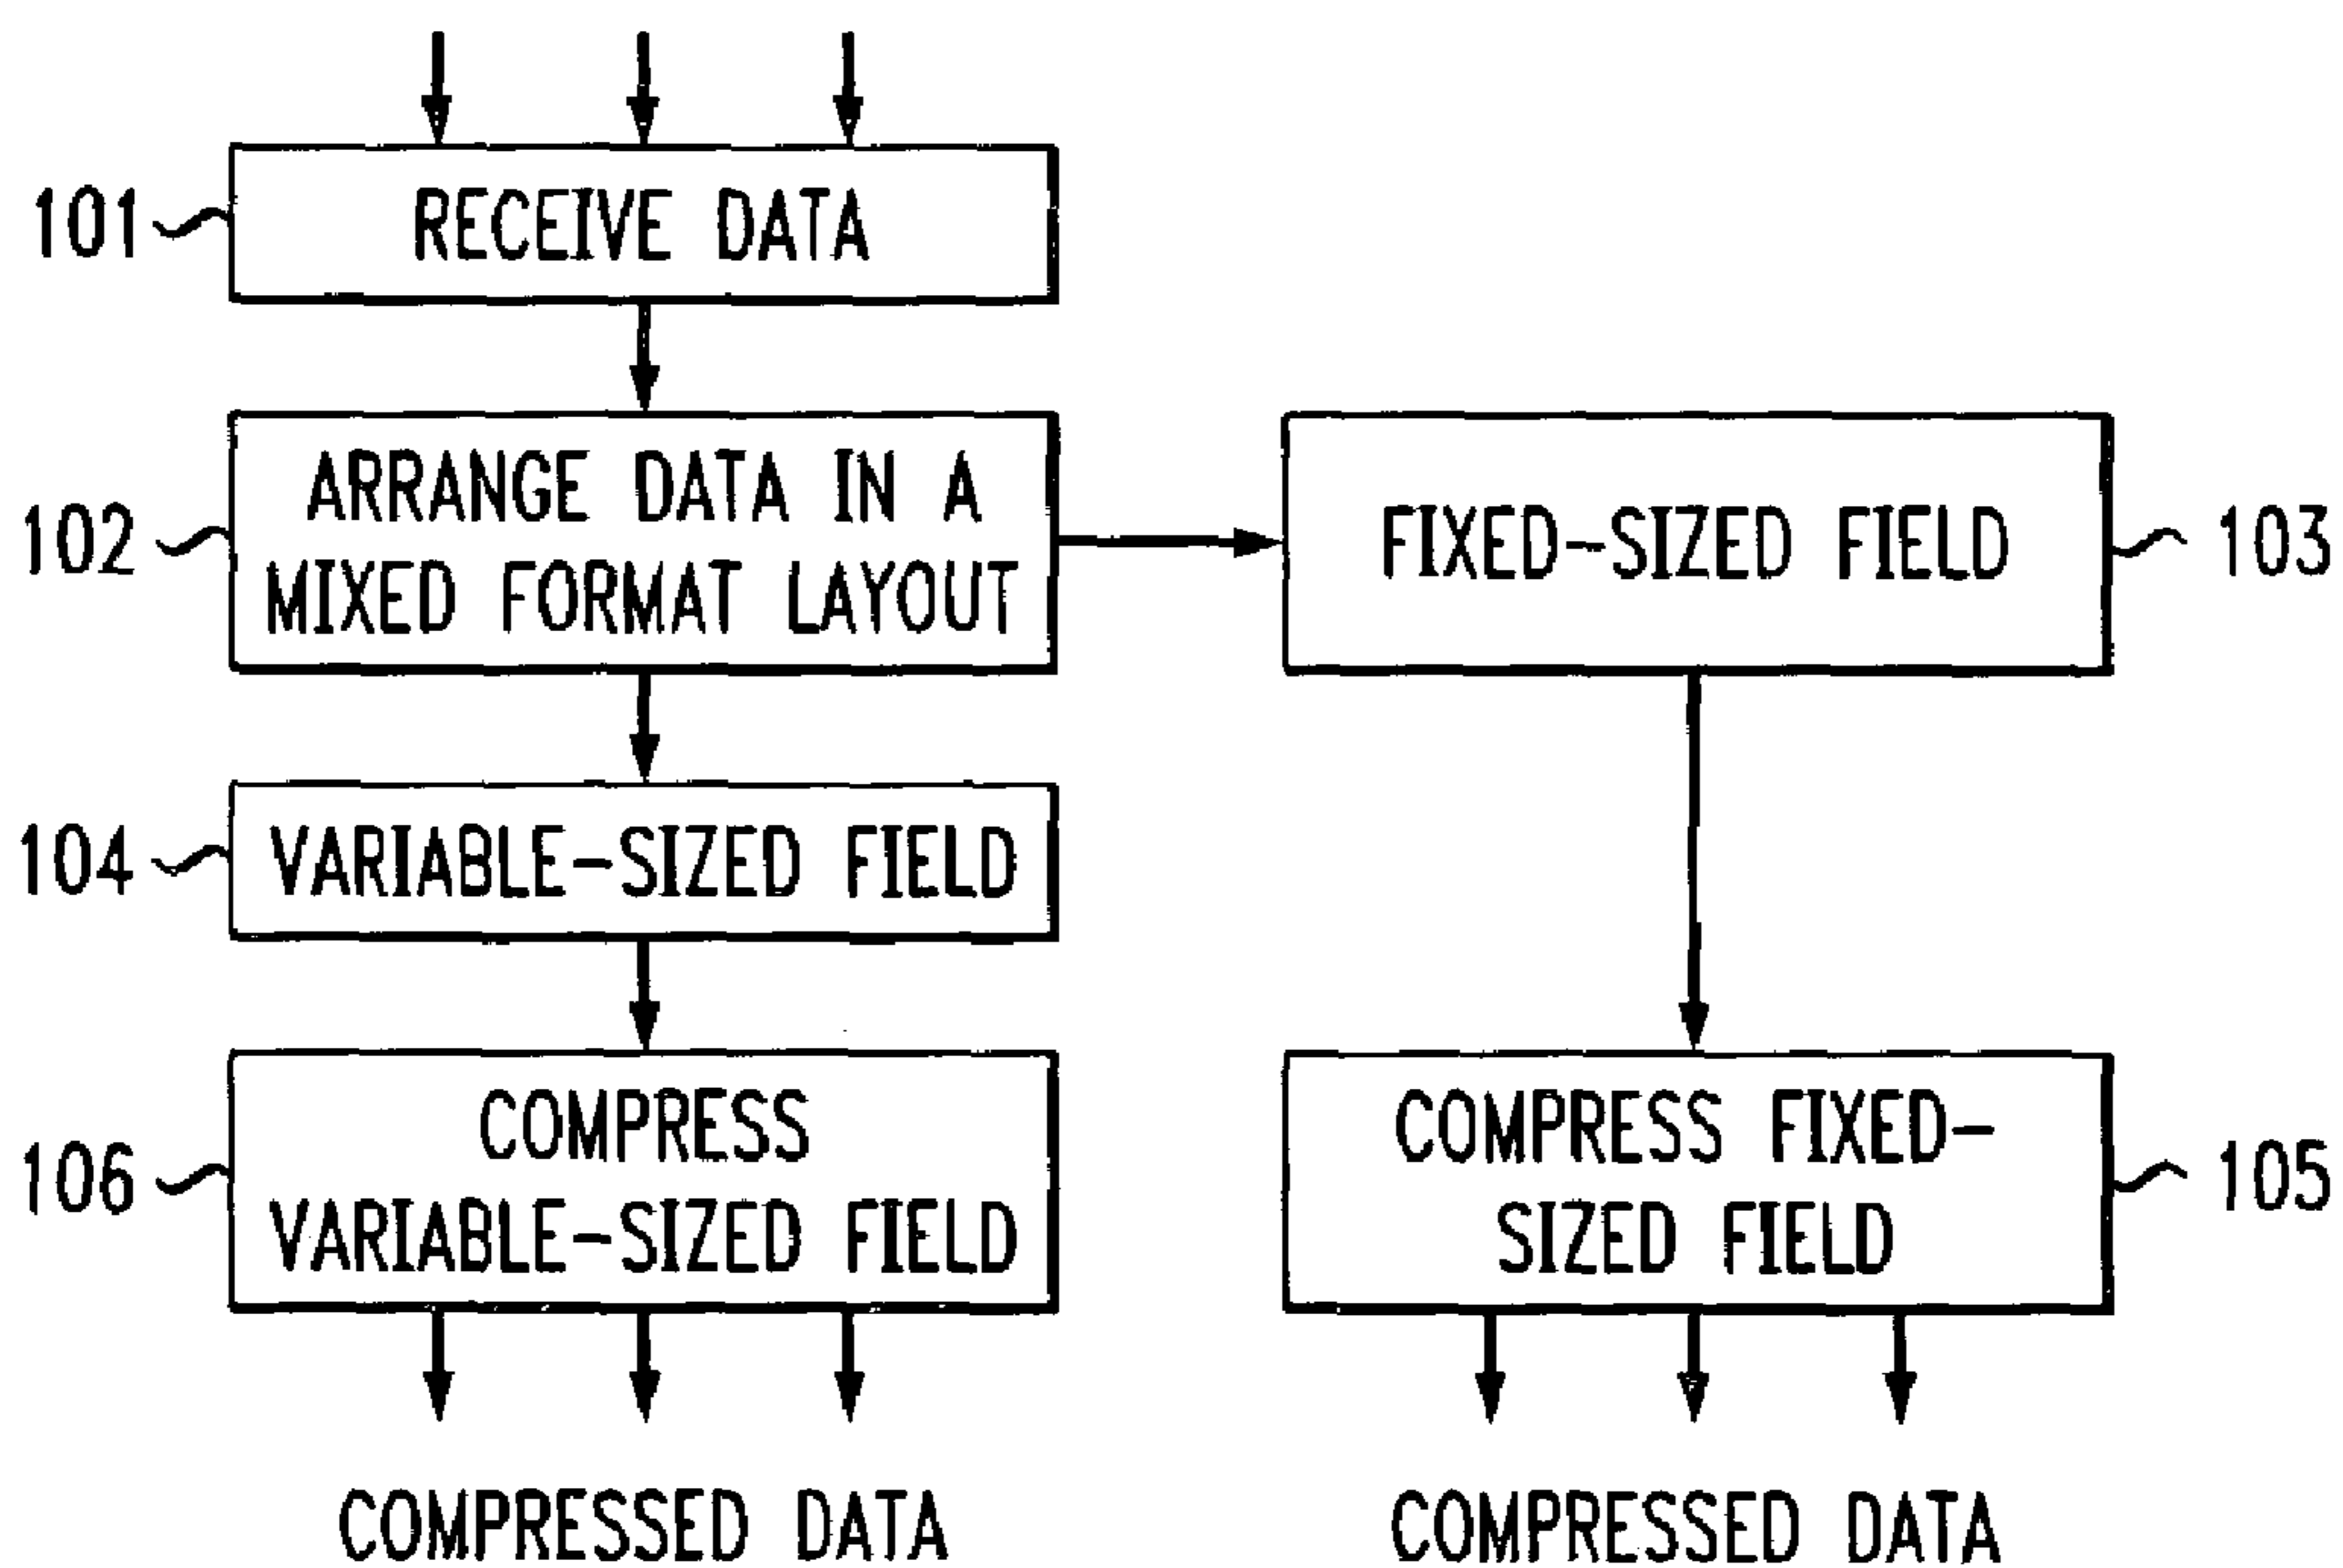 101
RECEIVE DATA
102
ARRANGE DATA IN A
MIXED FORMAT LAYOUT
FIXED-SIZED FIELD
103
104
VARIABLE-SIZED FIELD
106
COMPRESS
VARIABLE-SIZED FIELD
COMPRESS FIXED-
SIZED FIELD
105
COMPRESSED DATA
COMPRESSED DATA